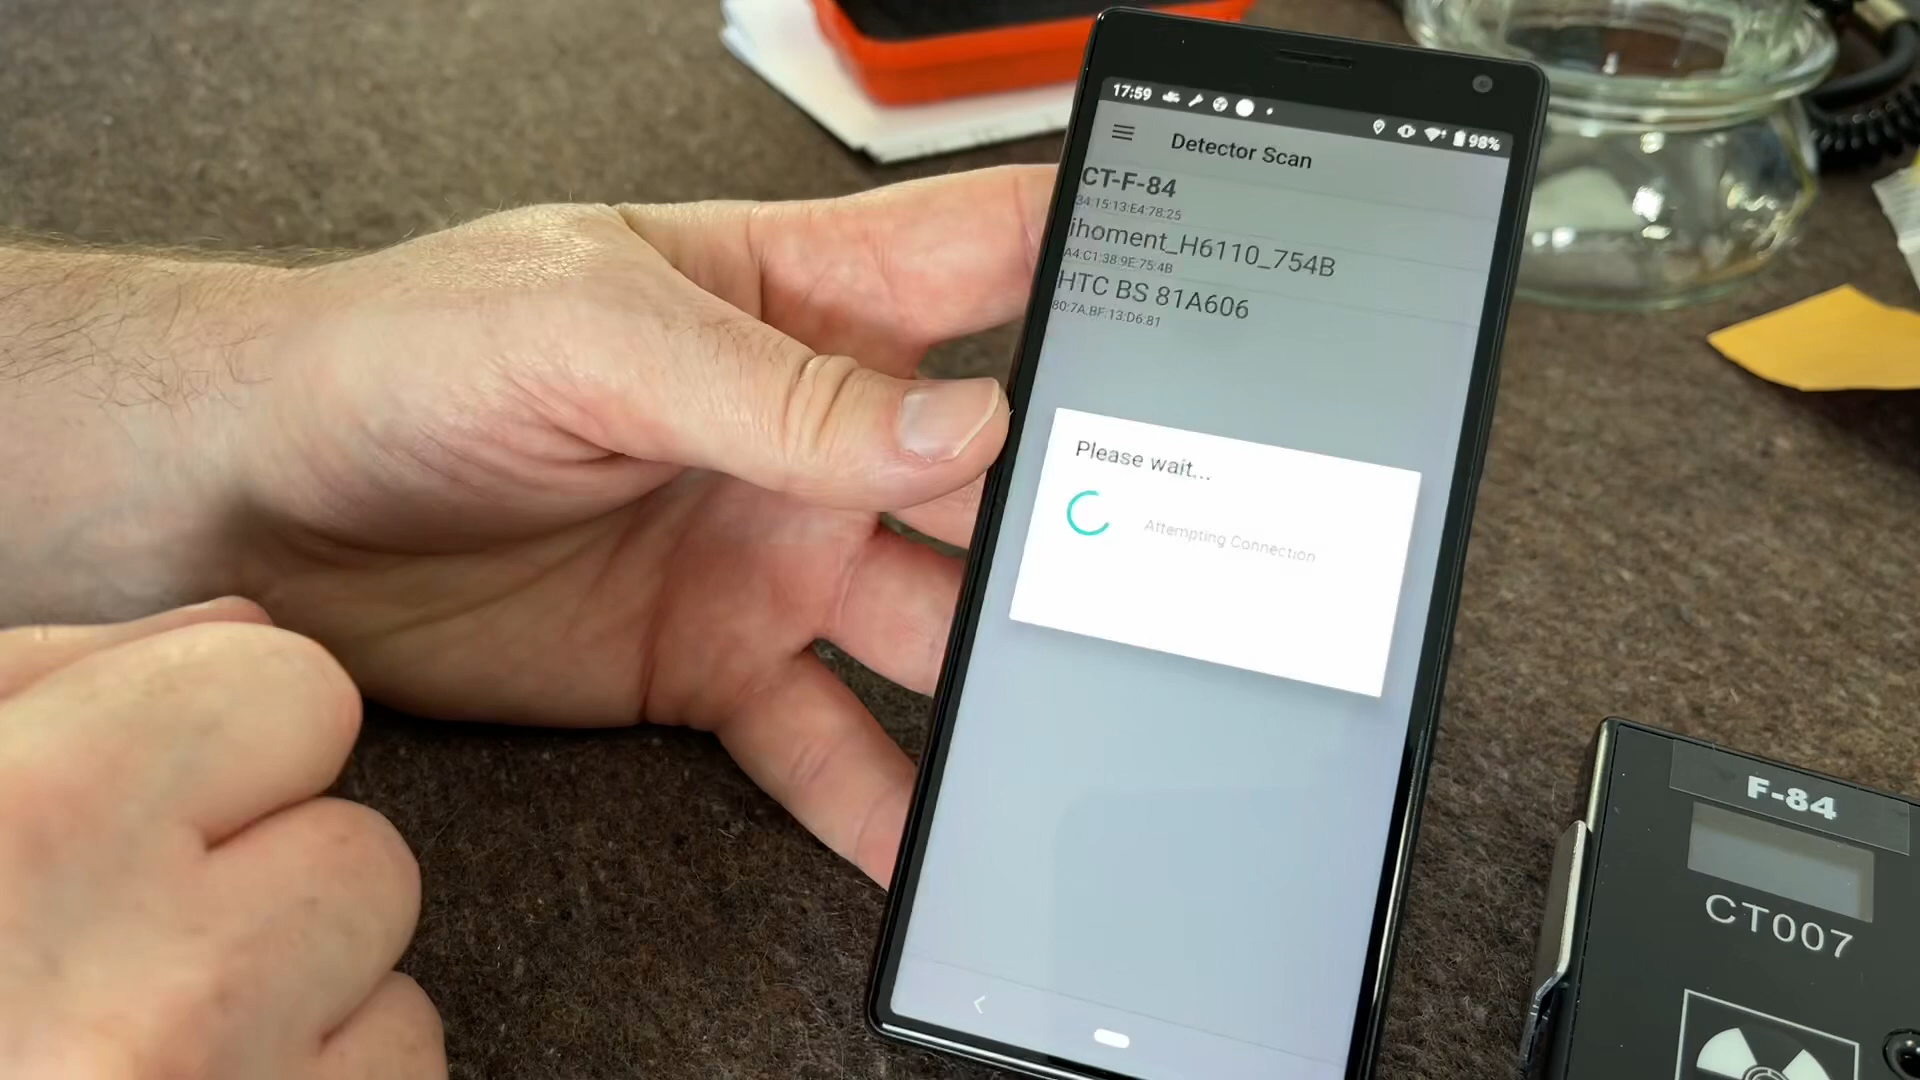 17:59
98%
Detector Scan
CT-F-84
34:15:13:E4:78:25
ihoment_H6110_754B
A4:C1:38:9E:75:4B
HTC BS 81A606
80:7A:BF:13:D6:81
Please wait...
Attempting Connection
F-84
CT007